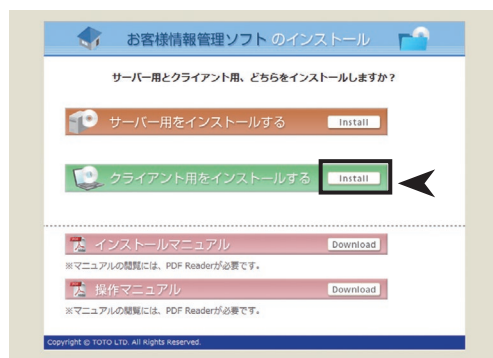 お客様情報管理ソフト のインストール
サーバー用とクライアント用、どちらをインストールしますか？
サーバー用をインストールする Install
クライアント用をインストールする Install
インストールマニュアル Download
※マニュアルの閲覧には、PDF Readerが必要です。
操作マニュアル Download
※マニュアルの閲覧には、PDF Readerが必要です。
Copyright © TOTO LTD. All Rights Reserved.